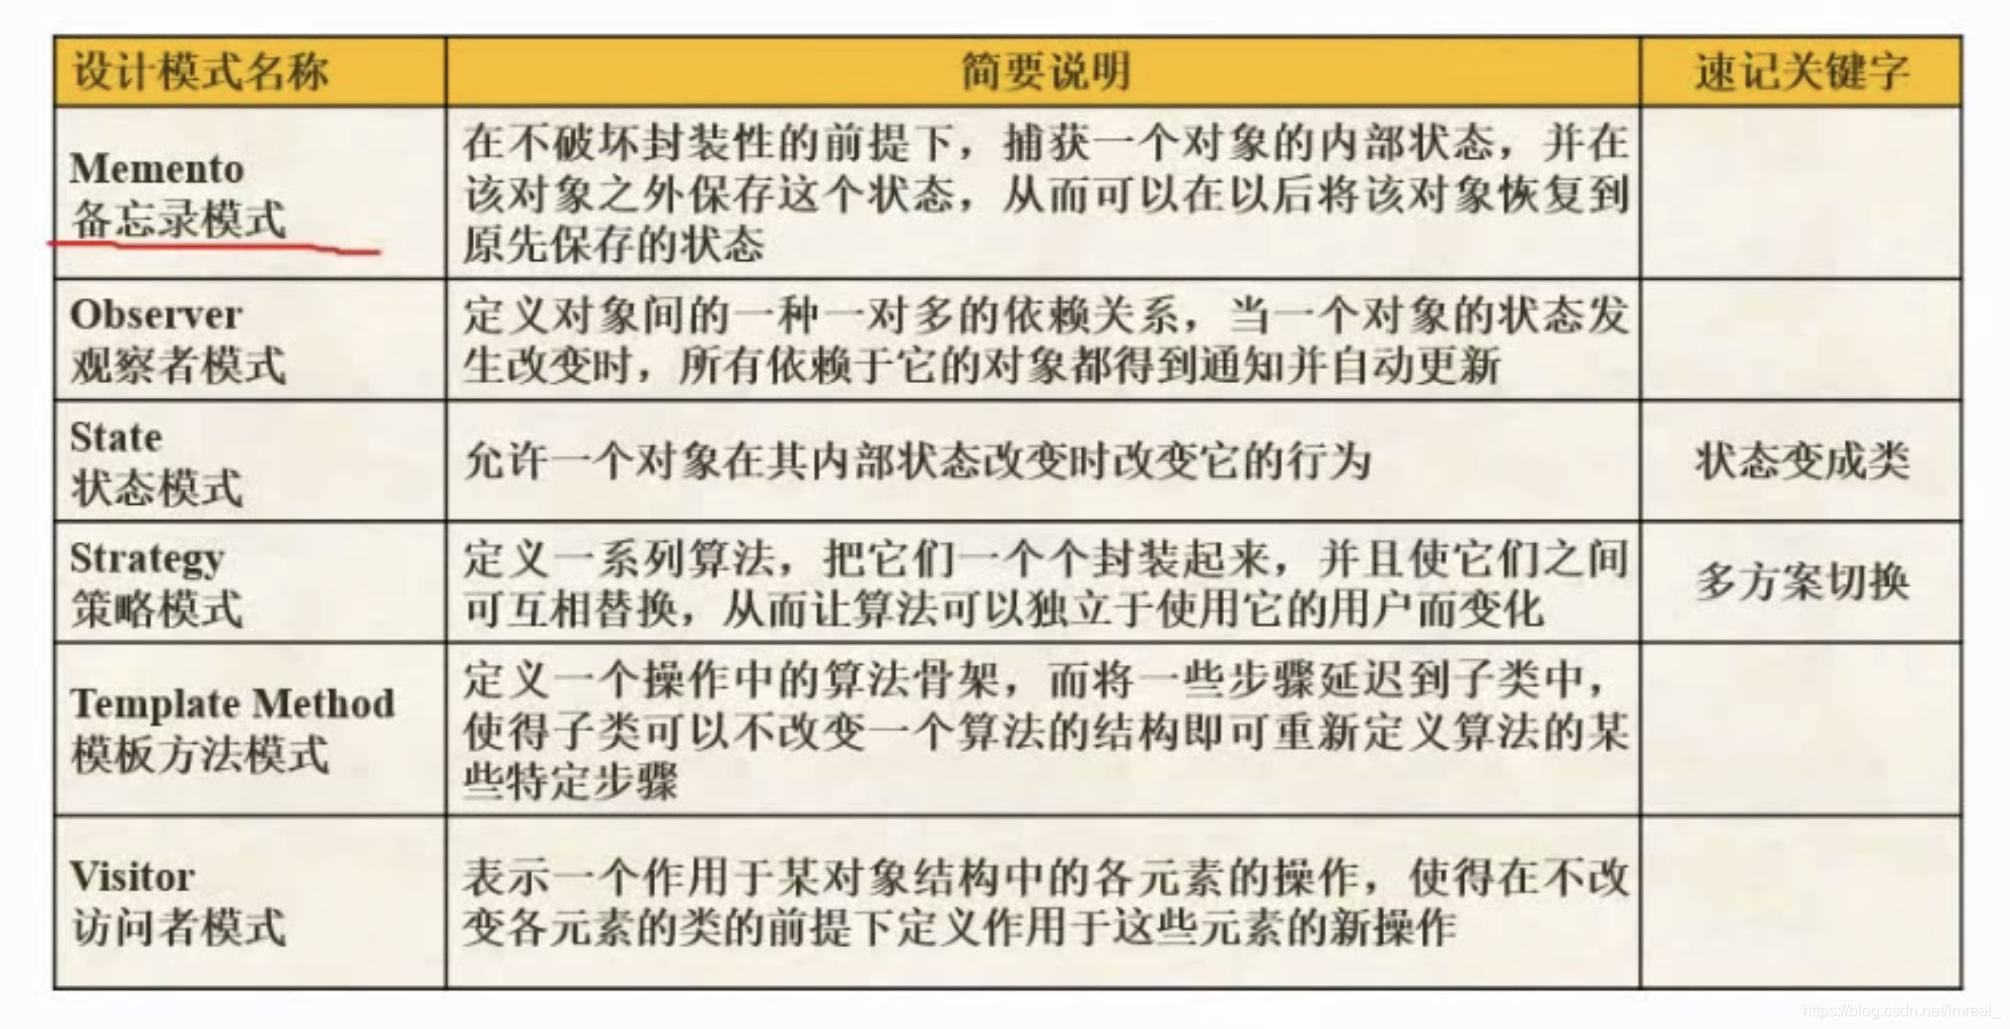 设计模式名称 简要说明 速记关键字
Memento
备忘录模式
在不破坏封装性的前提下，捕获一个对象的内部状态，并在
该对象之外保存这个状态，从而可以在以后将该对象恢复到
原先保存的状态
Observer
观察者模式
定义对象间的一种一对多的依赖关系，当一个对象的状态发
生改变时，所有依赖于它的对象都得到通知并自动更新
State
状态模式
允许一个对象在其内部状态改变时改变它的行为
状态变成类
Strategy
策略模式
定义一系列算法，把它们一个个封装起来，并且使它们之间
可互相替换，从而让算法可以独立于使用它的用户而变化
多方案切换
Template Method
模板方法模式
定义一个操作中的算法骨架，而将一些步骤延迟到子类中，
使得子类可以不改变一个算法的结构即可重新定义算法的某
些特定步骤
Visitor
访问者模式
表示一个作用于某对象结构中的各元素的操作，使得在不改
变各元素的类的前提下定义作用于这些元素的新操作
https://blog.csdn.net/imreal_